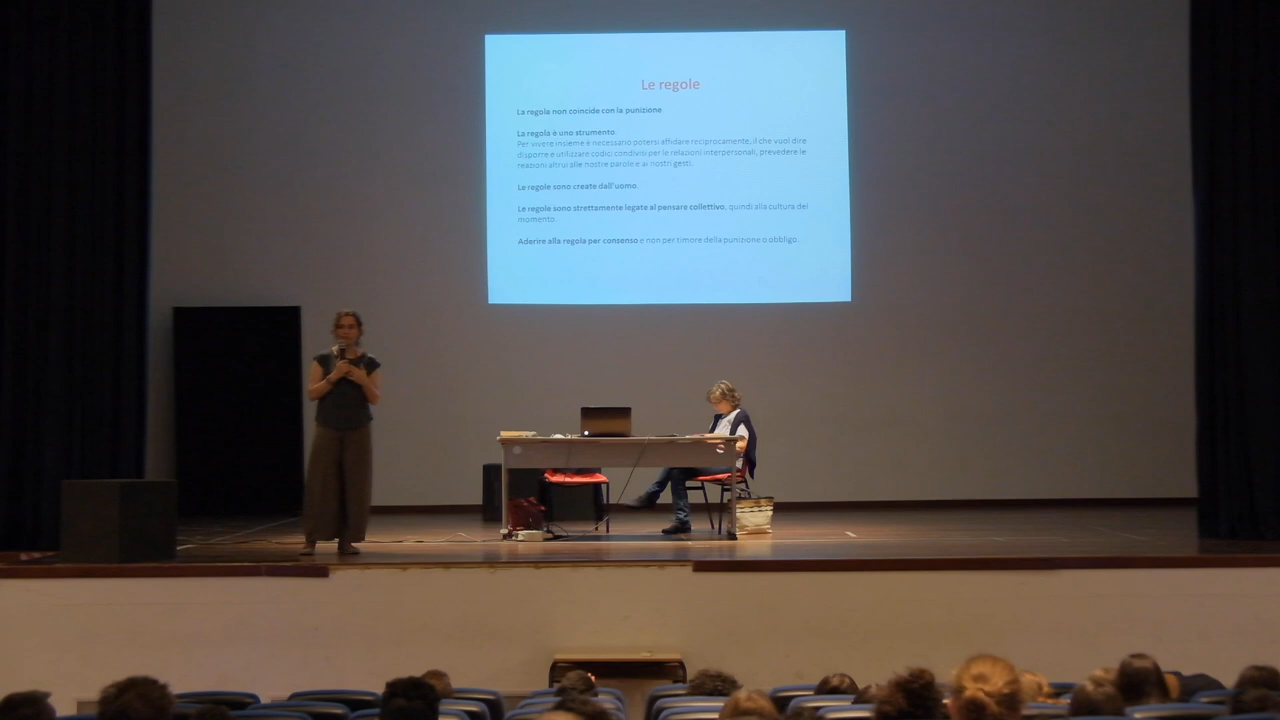 Le regole
La regola non coincide con la punizione
La regola è uno strumento
Per vivere insieme è necessario potersi affidare reciprocamente, il che vuol dire
disporre e utilizzare codici condivisi per le relazioni interpersonali, prevedere le
reazioni altrui alle nostre parole e ai nostri gesti.
Le regole sono create dall'uomo.
Le regole sono strettamente legate al pensare collettivo, quindi alla cultura del
momento
Aderire alla regola per consenso e non per timore della punizione o obbligo.